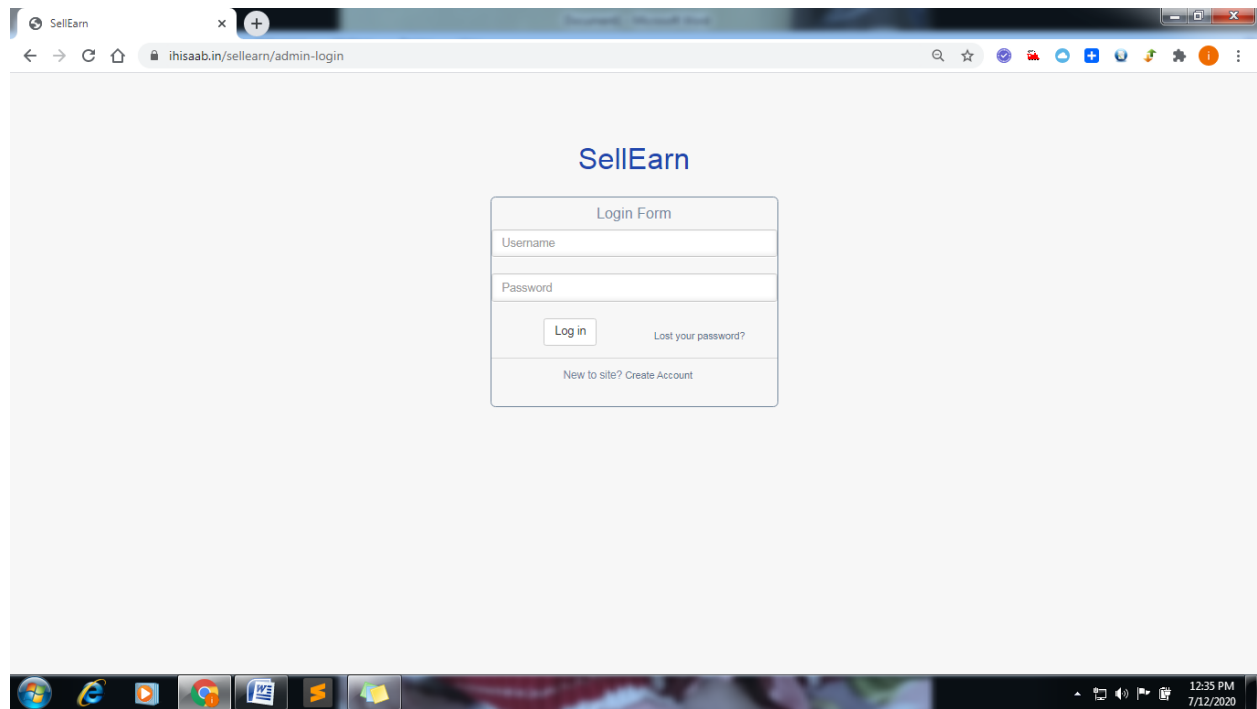 SellEarn
ihisaab.in/sellearn/admin-login
SellEarn
Login Form
Username
Password
Log in Lost your password?
New to site? Create Account
12:35 PM
7/12/2020